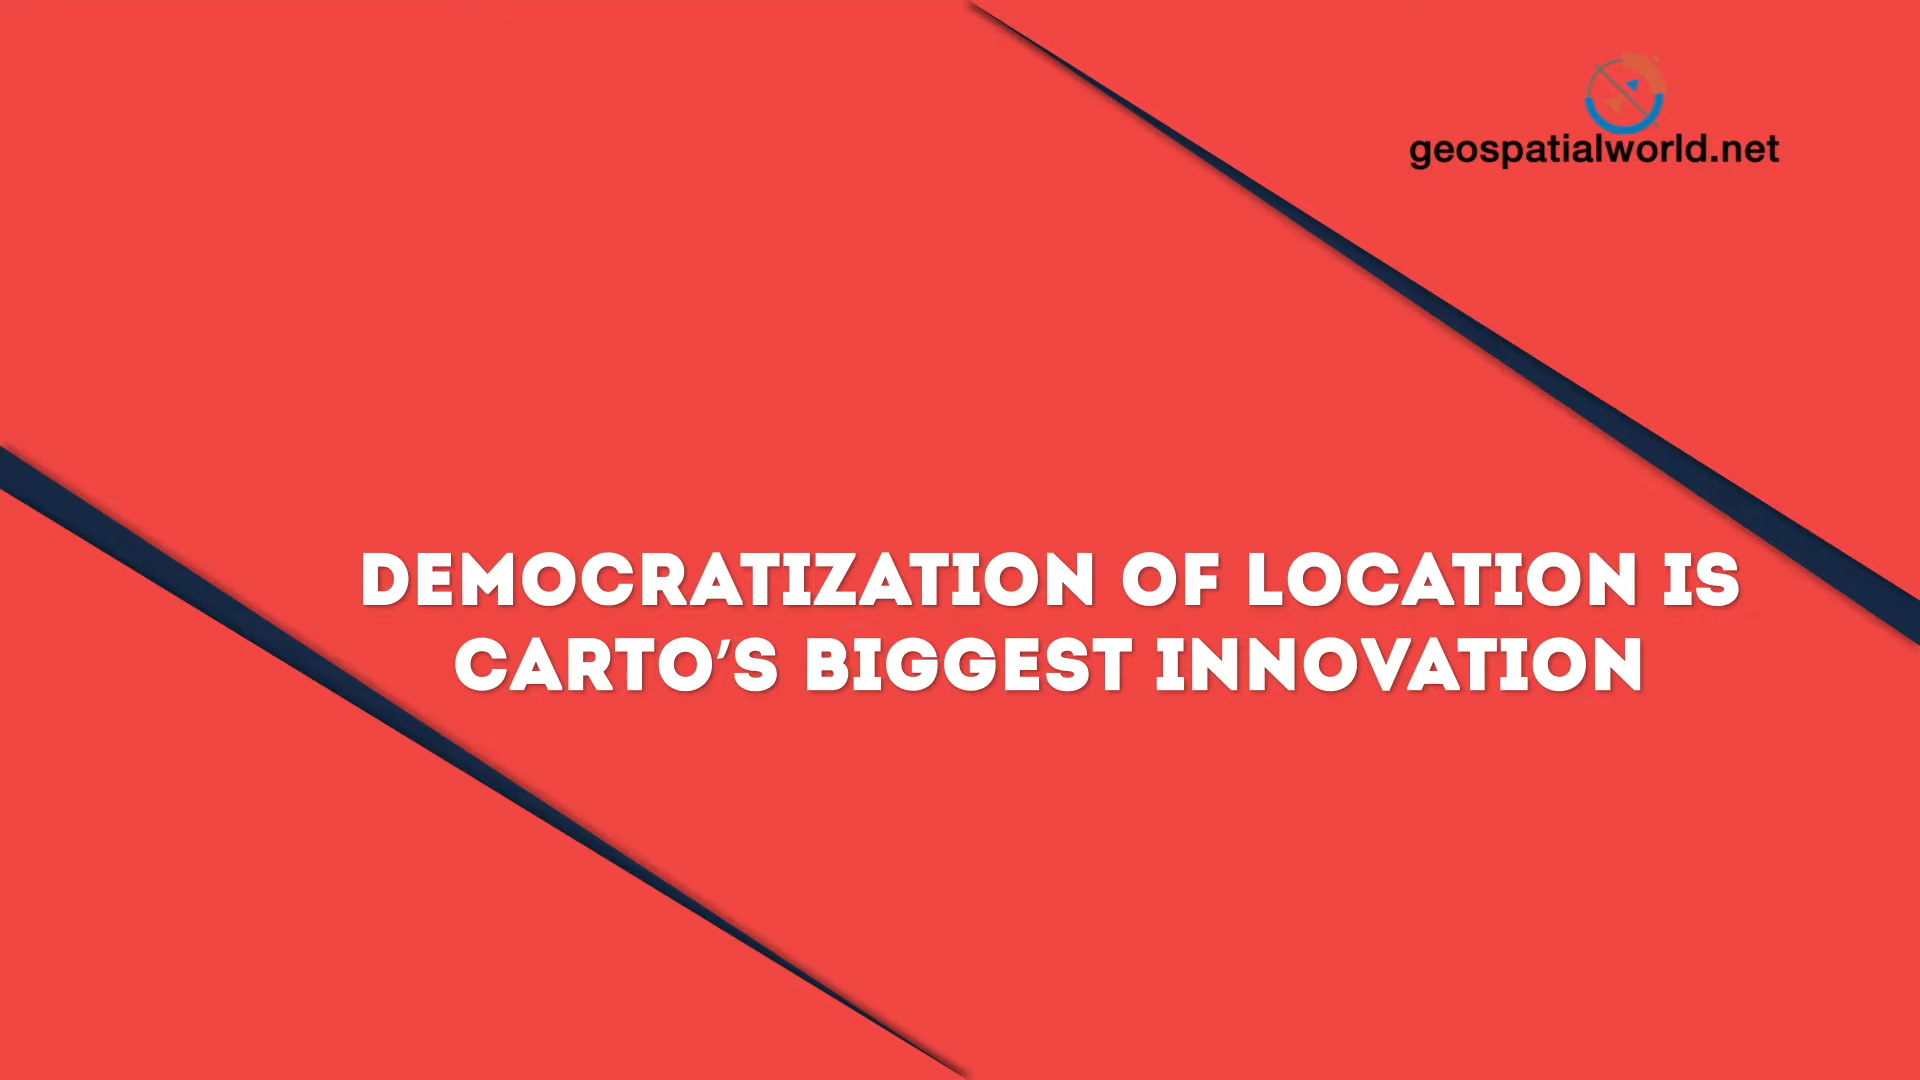 geospatialworld.net
DEMOCRATIZATION OF LOCATION IS
CARTO'S BIGGEST INNOVATION